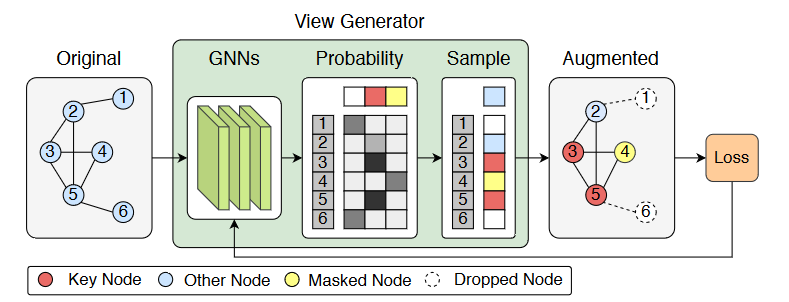 View Generator
Original
GNNs
Probability
Sample
Augmented
1
2
3
4
5
6
1
2
3
4
5
6
1
2
3
4
5
6
1
2
3
4
5
6
Loss
Key Node
Other Node
Masked Node
Dropped Node